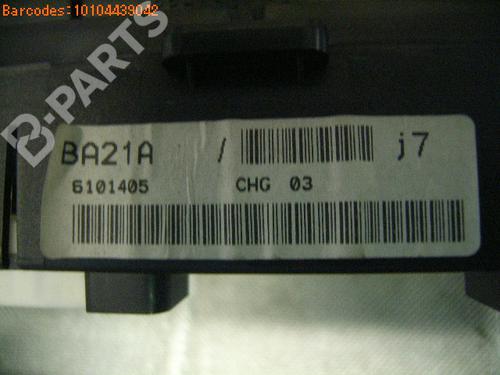 Barcodes: 10104439042
B-PARTS
BA21A / j7
6101405 CHG 03